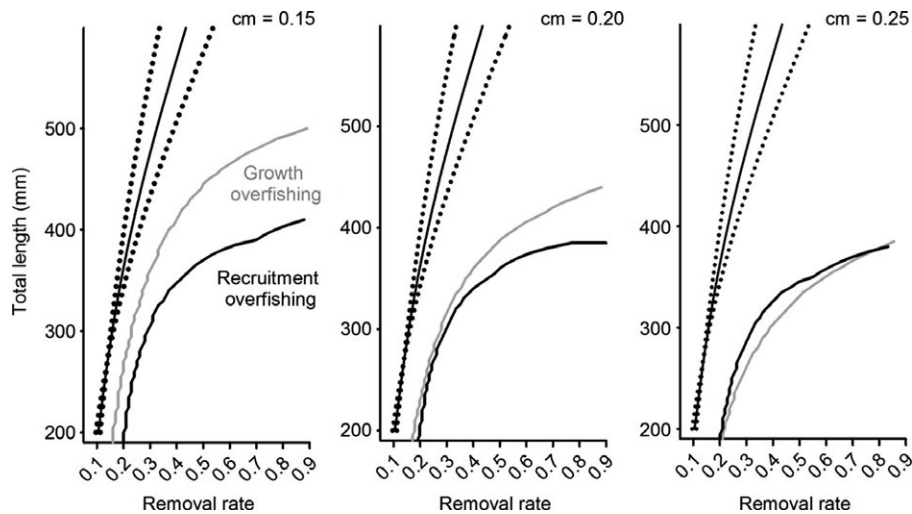 cm = 0.15
cm = 0.20
cm = 0.25
Total length (mm)
500
400
300
200
Growth
overfishing
Recruitment
overfishing
0.1 0.2 0.3 0.4 0.5 0.6 0.7 0.8 0.9
Removal rate
500
400
300
200
0.1 0.2 0.3 0.4 0.5 0.6 0.7 0.8 0.9
Removal rate
500
400
300
200
0.1 0.2 0.3 0.4 0.5 0.6 0.7 0.8 0.9
Removal rate